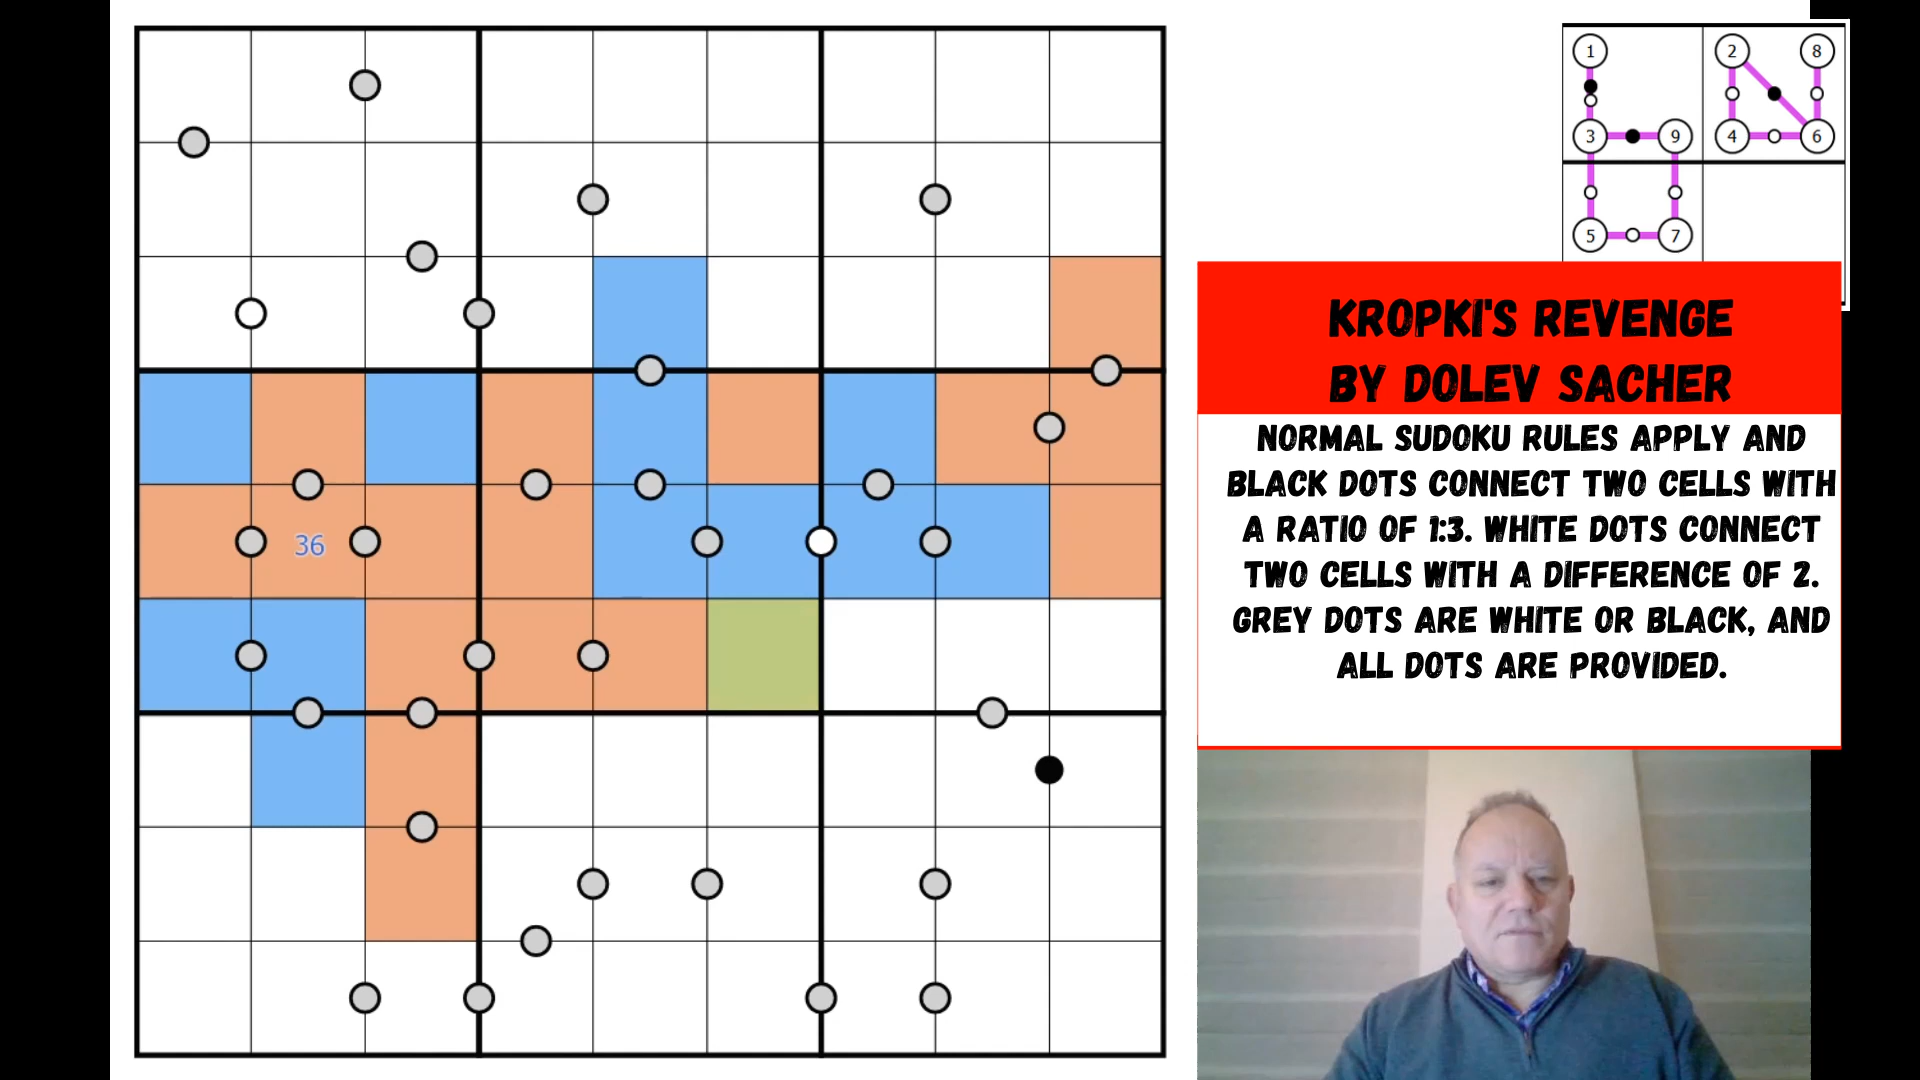 1
2
8
3
9
4
6
5
7
KROPKI'S REVENGE
BY DOLEV SACHER
NORMAL SUDOKU RULES APPLY AND
BLACK DOTS CONNECT TWO CELLS WITH
A RATIO OF 1:3. WHITE DOTS CONNECT
TWO CELLS WITH A DIFFERENCE OF 2.
GREY DOTS ARE WHITE OR BLACK, AND
ALL DOTS ARE PROVIDED.
36